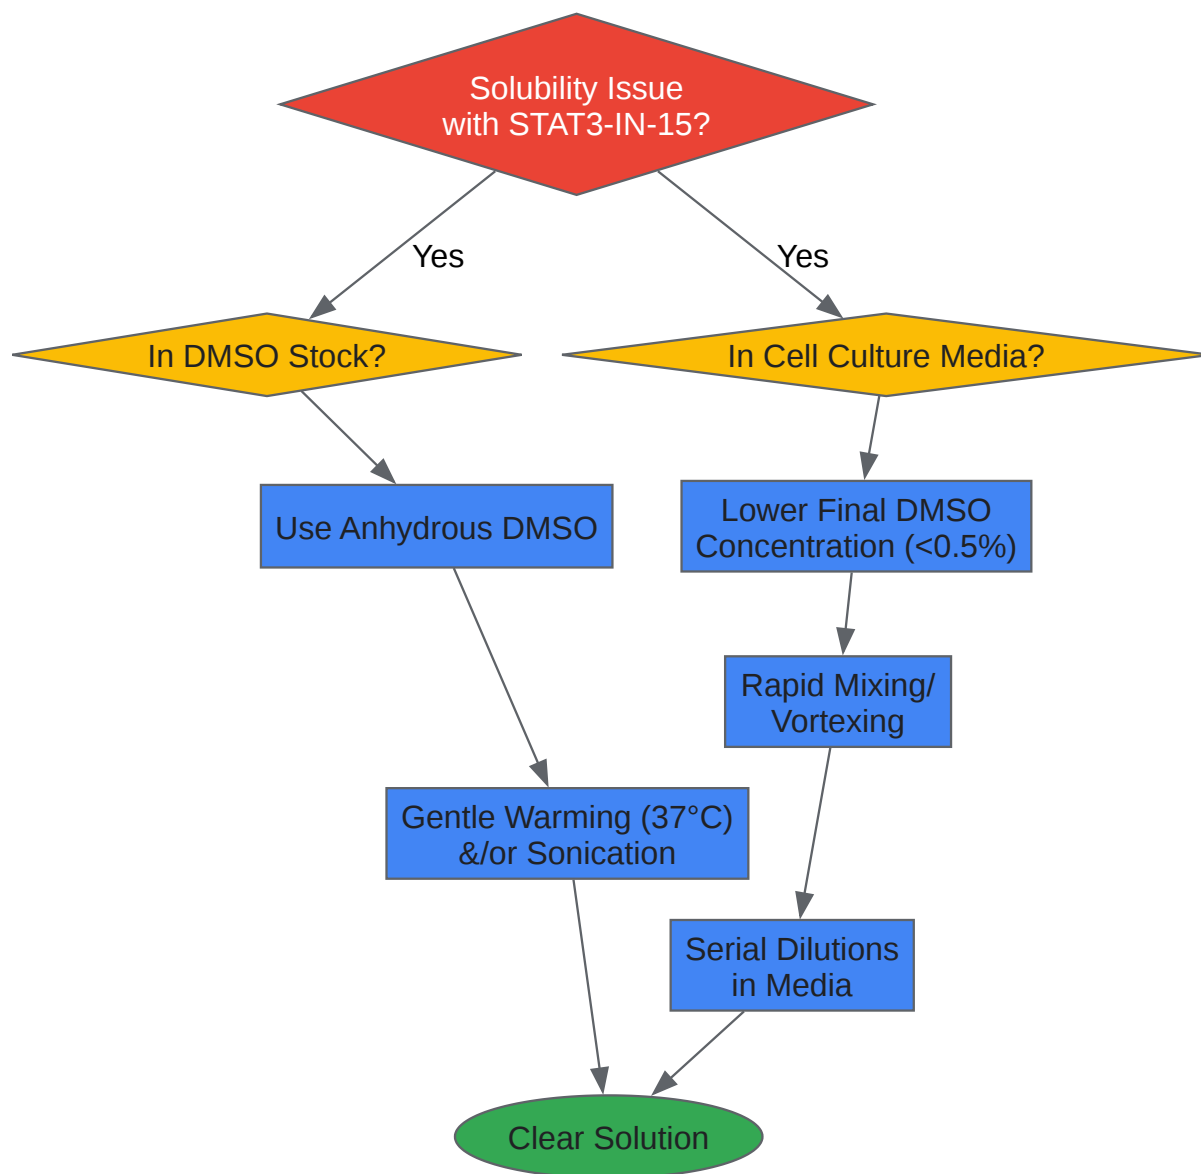 Solubility Issue
with STAT3-IN-15?
Yes
Yes
In DMSO Stock?
In Cell Culture Media?
Use Anhydrous DMSO
Lower Final DMSO
Concentration (<0.5%)
Rapid Mixing/
Vortexing
Gentle Warming (37°C)
&/or Sonication
Serial Dilutions
in Media
Clear Solution